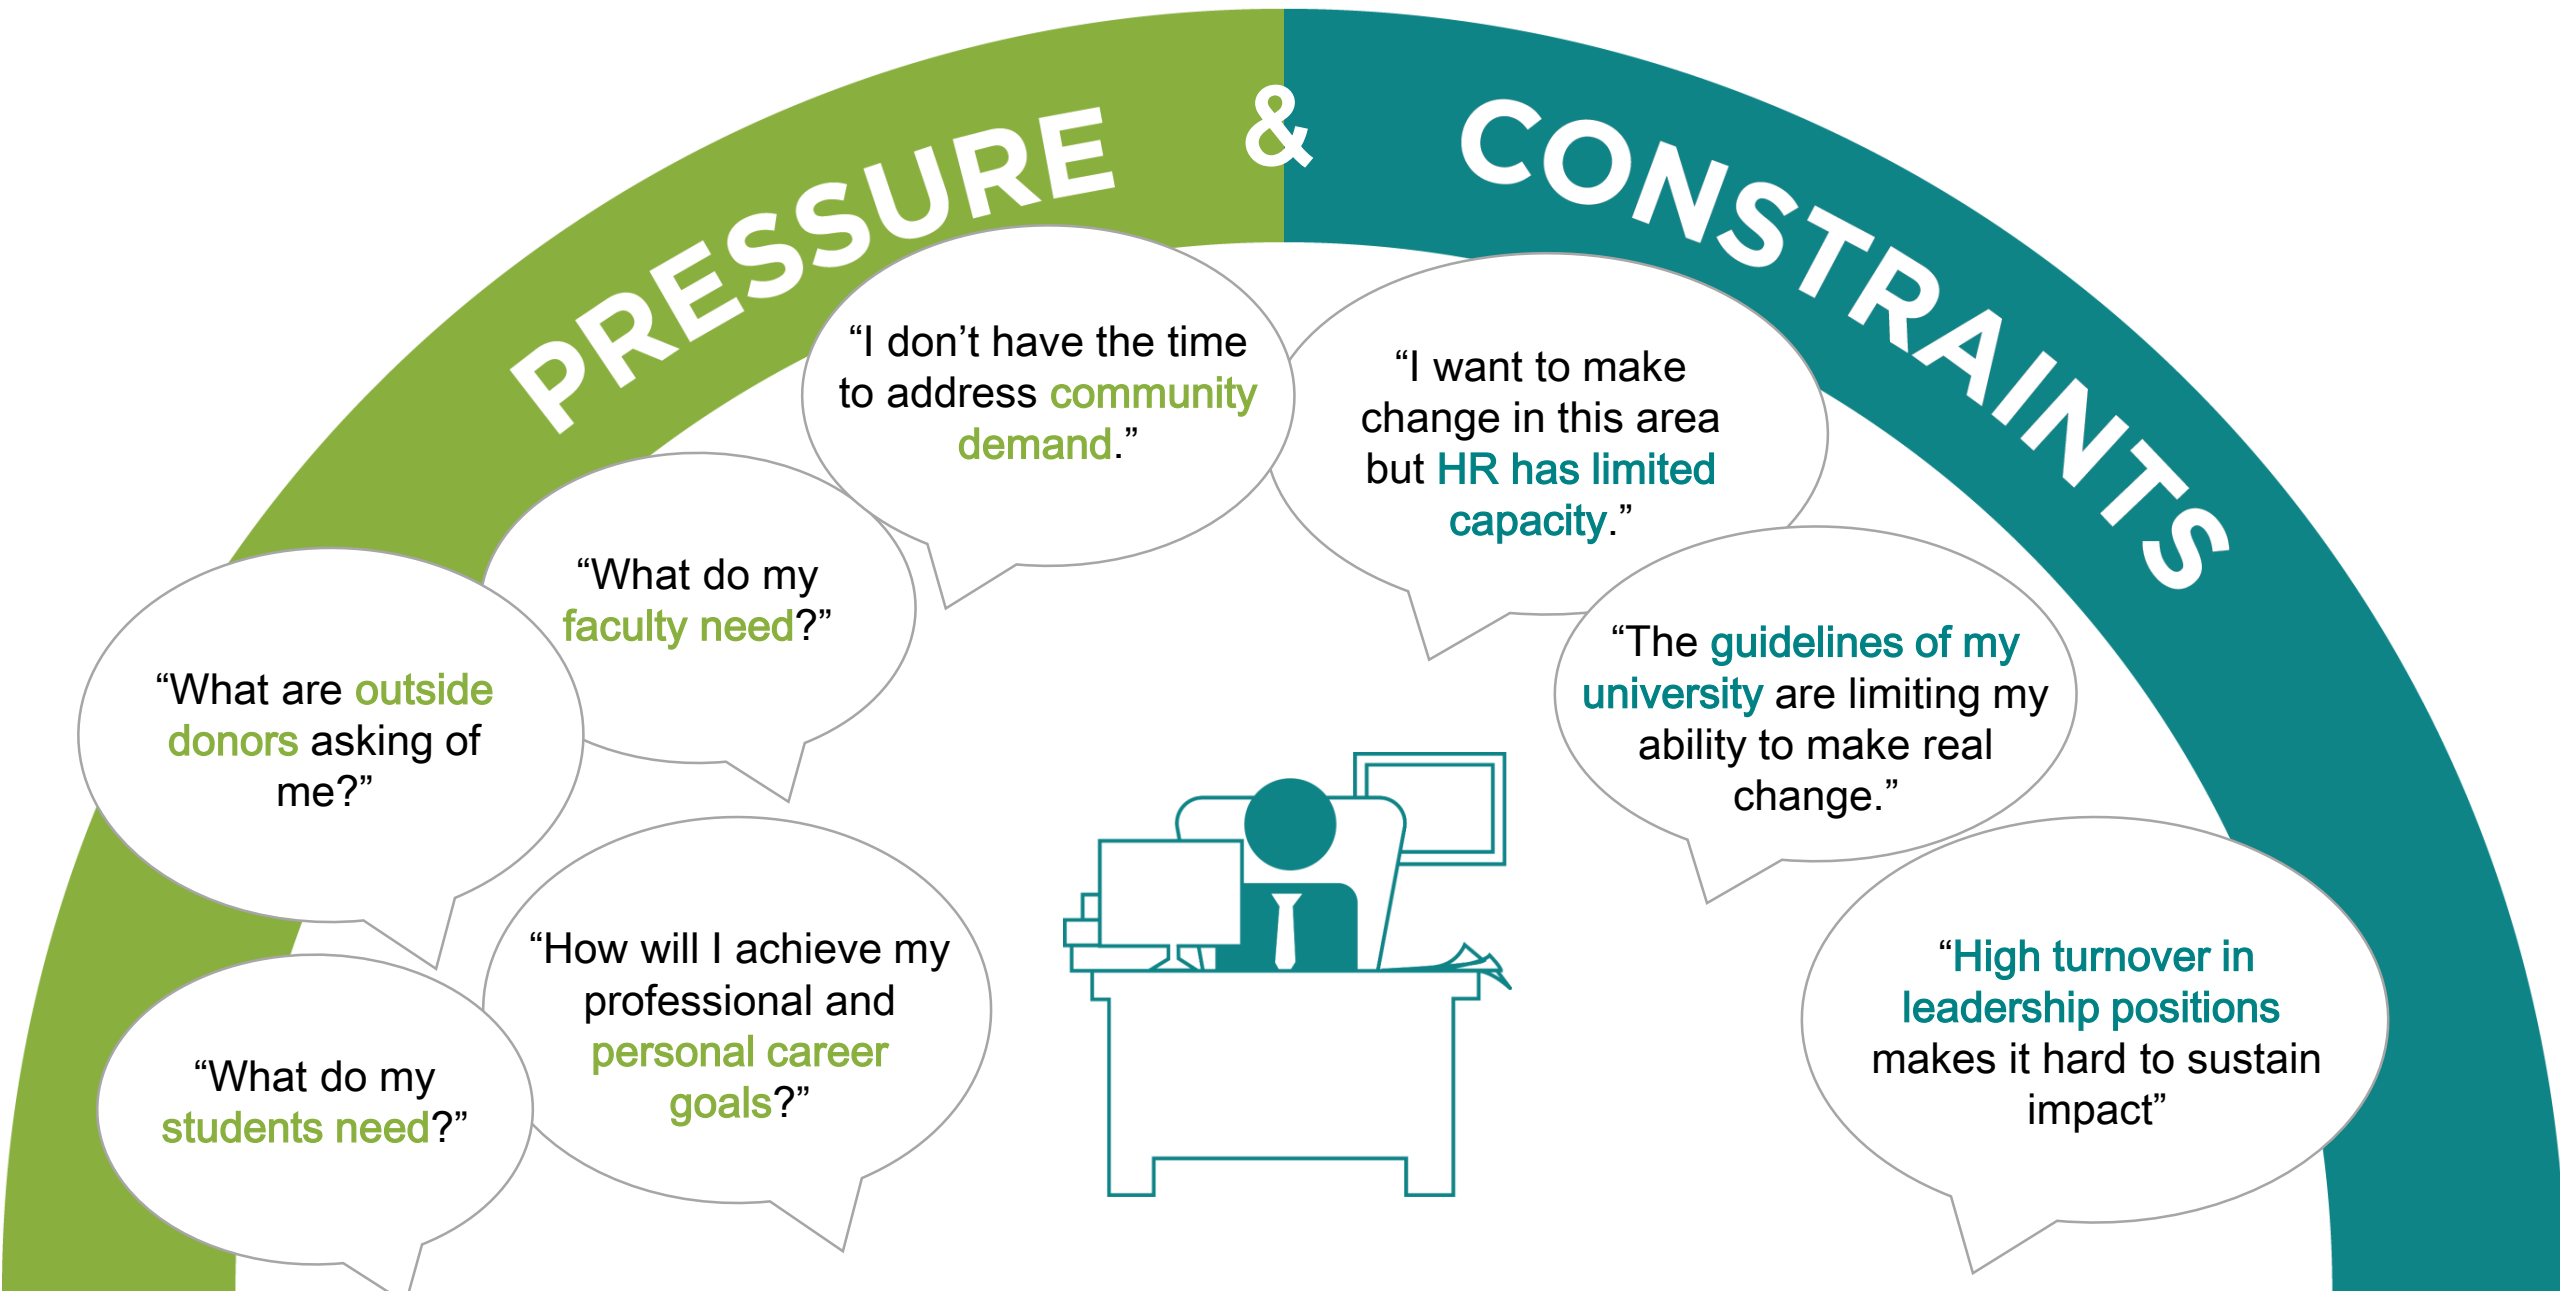 PRESSURE & CONSTRAINTS
“I don’t have the time
to address community
demand.”
“I want to make
change in this area
but HR has limited
capacity.”
“What do my
faculty need?”
“The guidelines of my
university are limiting my
ability to make real
change.”
“What are outside
donors asking of
me?”
“How will I achieve my
professional and
personal career
goals?”
“High turnover in
leadership positions
makes it hard to sustain
impact”
“What do my
students need?”